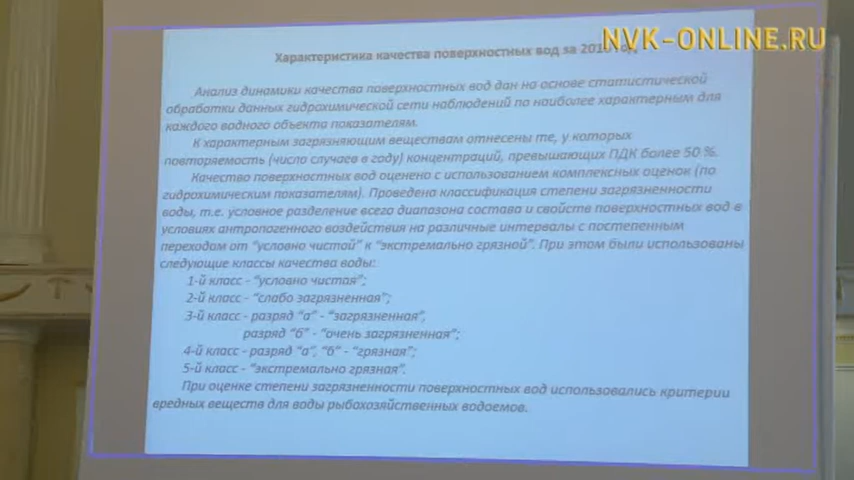 NVK-ONLINE.RU
Характеристика качества поверхностных вод за
Анализ динамики качества поверхностных вод дан на основе статистической
обработки данных гидрохимической сети наблюдений по наиболее характерным для
каждого водного объекта показателям.
К характерным загрязняющим веществам отнесены те, у которых
повторяемость (число случаев в году) концентраций, превышающих ПДК более 50 %.
Качество поверхностных вод оценено с использованием комплексных оценок (по
гидрохимическим показателям). Проведена классификация степени загрязненности
воды, т.е. условное разделение всего диапазона состава и свойств поверхностных вод в
условиях антропогенного воздействия на различные интервалы с постепенным
переходом от "условно чистой" к "экстремально грязной". При этом были использованы
следующие классы качества воды:
1-й класс - "условно чистая";
2-й класс - "слабо загрязненная";
3-й класс - разряд "а" - "загрязненная",
разряд "б" - "очень загрязненная";
4-й класс - разряд "а", "б" - "грязная";
5-й класс - "экстремально грязная".
При оценке степени загрязненности поверхностных вод использовались критерии
вредных веществ для воды рыбохозяйственных водоемов.